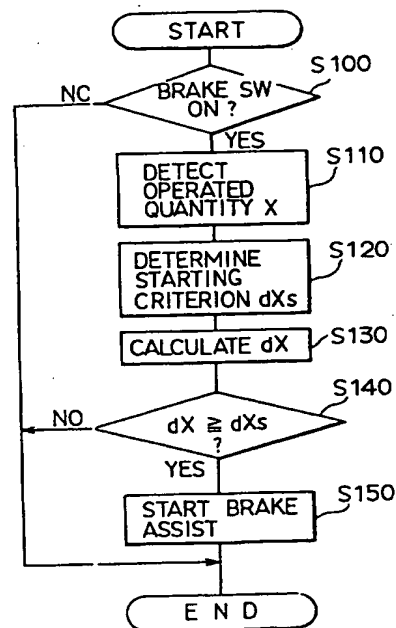 START
S100
BRAKE SW
ON ?
NC
YES
S110
DETECT
OPERATED
QUANTITY X
S120
DETERMINE
STARTING
CRITERION dXs
S130
CALCULATE dX
S140
dX ≧ dXs
?
NO
YES
S150
START BRAKE
ASSIST
END